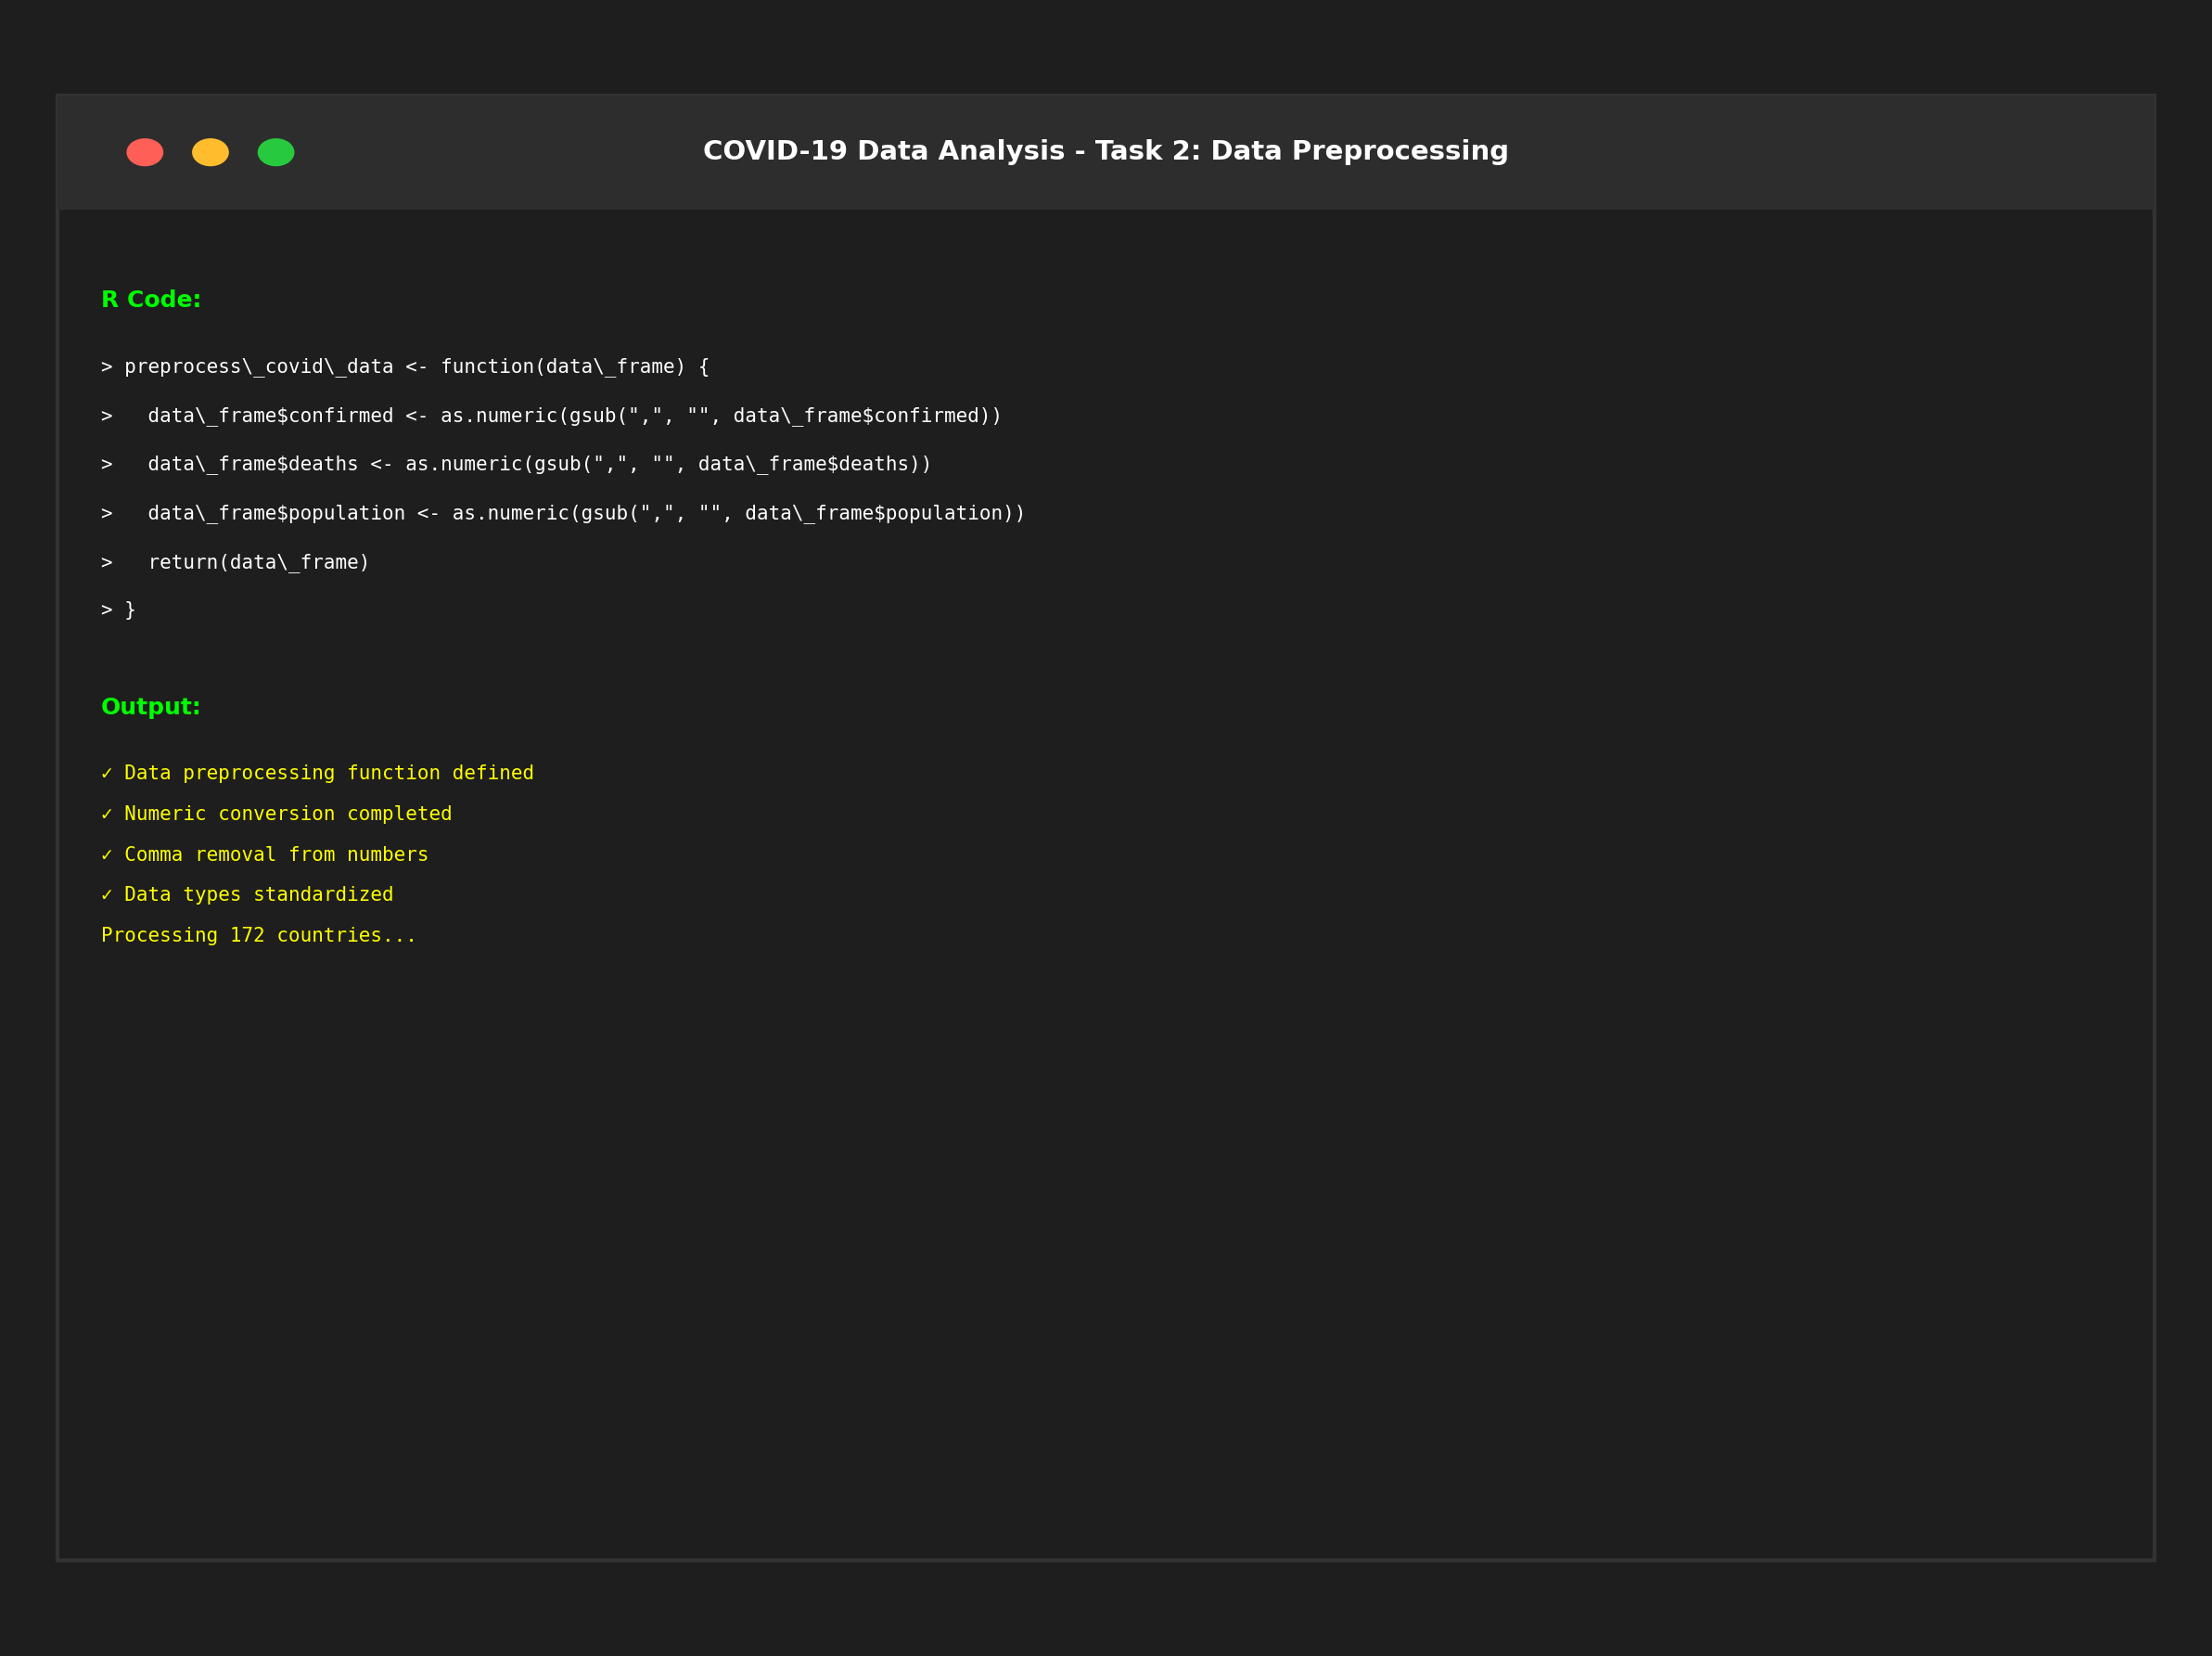 COVID-19 Data Analysis - Task 2: Data Preprocessing
R Code:
> preprocess\_covid\_data <- function(data\_frame) {
>   data\_frame$confirmed <- as.numeric(gsub(",", "", data\_frame$confirmed))
>   data\_frame$deaths <- as.numeric(gsub(",", "", data\_frame$deaths))
>   data\_frame$population <- as.numeric(gsub(",", "", data\_frame$population))
>   return(data\_frame)
> }
Output:
✓ Data preprocessing function defined
✓ Numeric conversion completed
✓ Comma removal from numbers
✓ Data types standardized
Processing 172 countries...